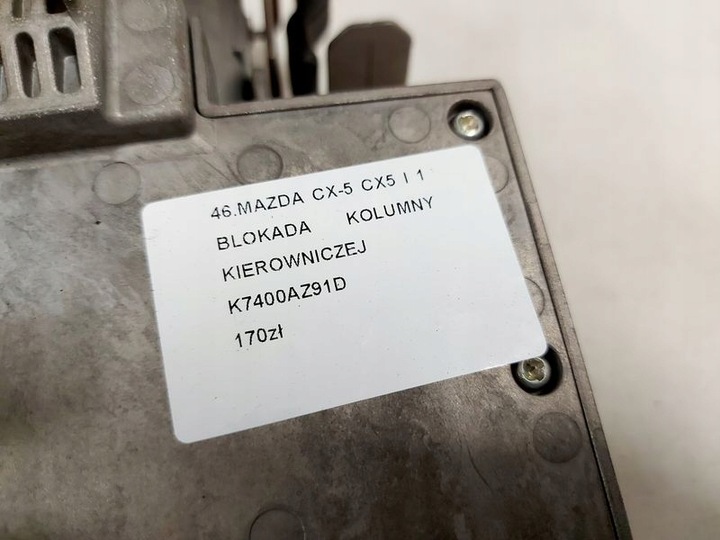 46.MAZDA CX-5 CX5 I 1
BLOKADA KOLUMNY
KIEROWNICZEJ
K7400AZ91D
170zł